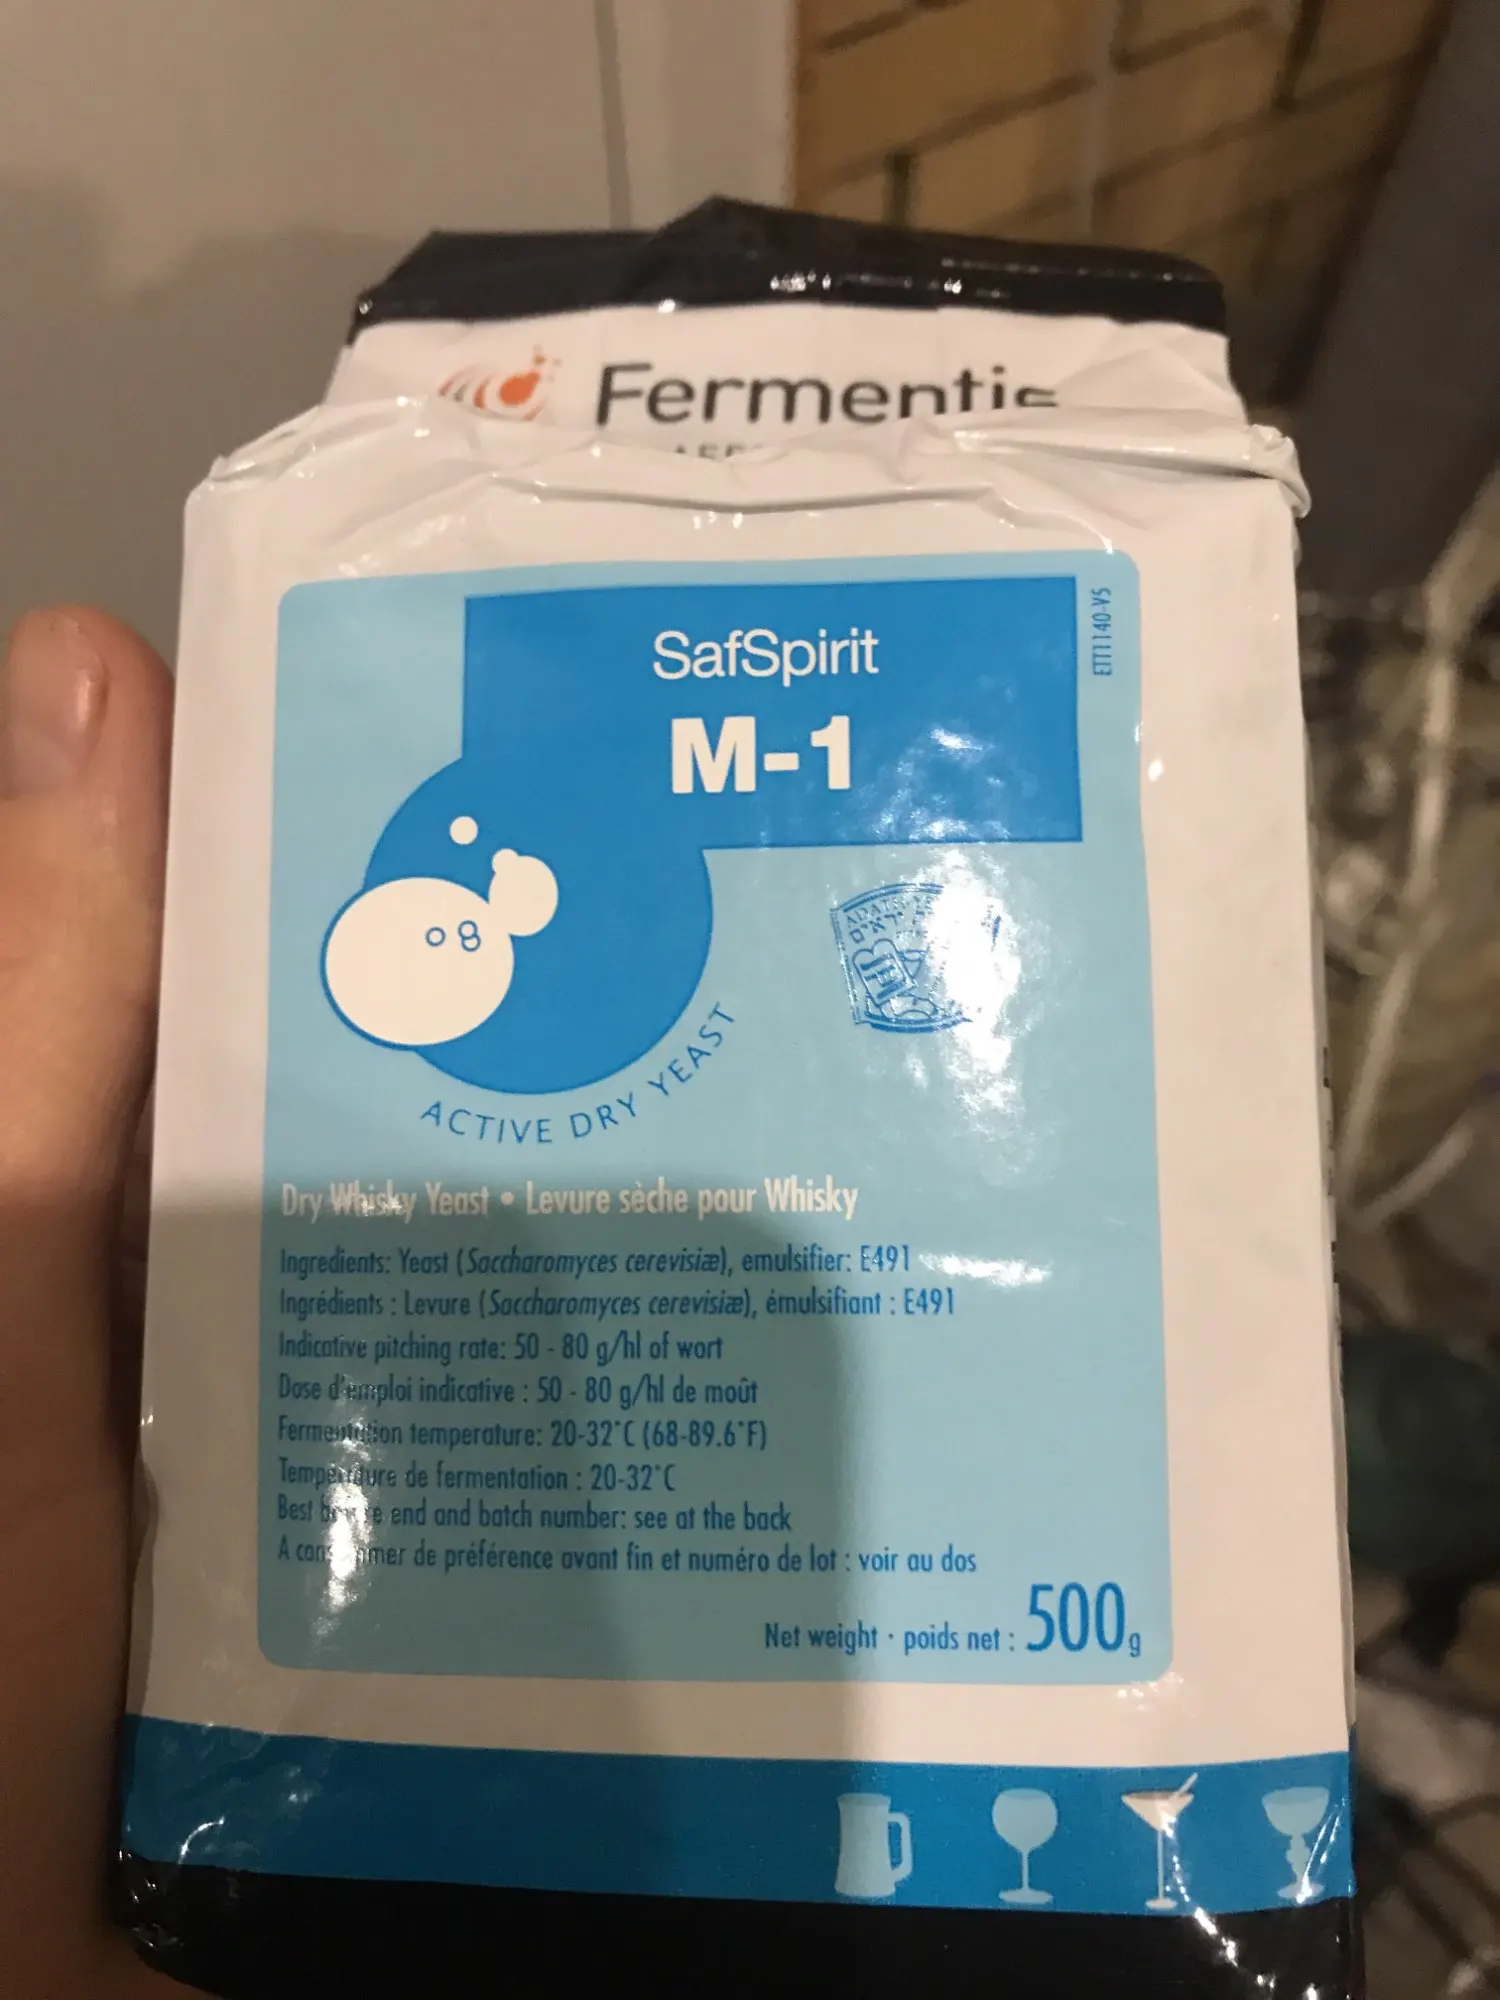 Fermentis
SafSpirit
M-1
ETT1140-V5
ACTIVE DRY YEAST
Dry Whisky Yeast • Levure sèche pour Whisky
Ingredients: Yeast (Saccharomyces cerevisiæ), emulsifier: E491
Ingrédients : Levure (Saccharomyces cerevisiæ), émulsifiant : E491
Indicative pitching rate: 50 - 80 g/hl of wort
Dose d'emploi indicative : 50 - 80 g/hl de moût
Fermentation temperature: 20-32°C (68-89.6°F)
Température de fermentation : 20-32°C
Best before end and batch number: see at the back
A consommer de préférence avant fin et numéro de lot : voir au dos
Net weight · poids net : 500g